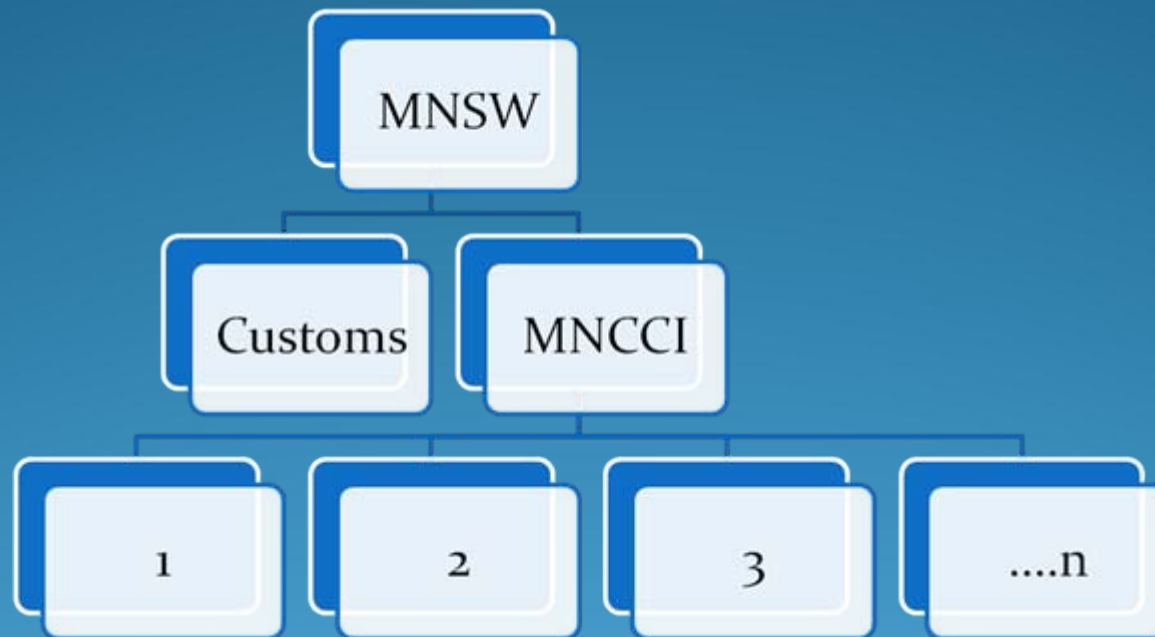 MNSW
Customs
MNCCI
1
2
3
....n